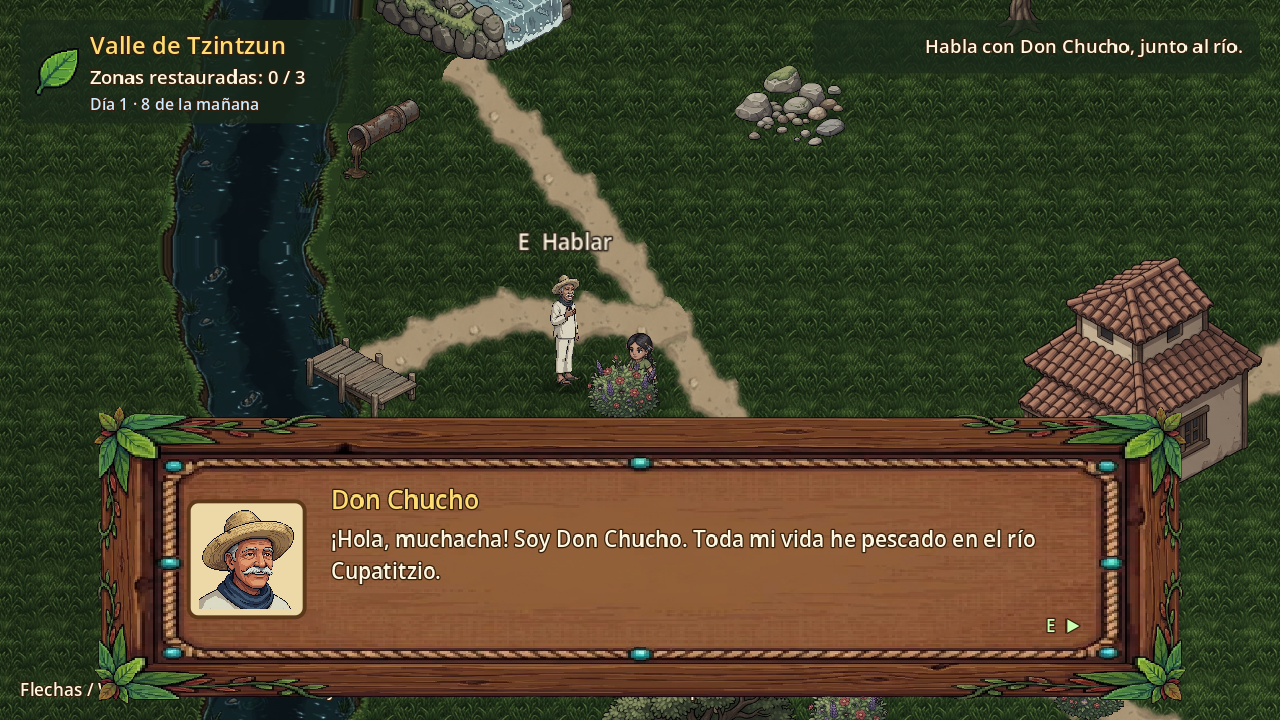 Valle de Tzintzun
Zonas restauradas: 0 / 3
Día 1 · 8 de la mañana
Habla con Don Chucho, junto al río.
E Hablar
Don Chucho
¡Hola, muchacha! Soy Don Chucho. Toda mi vida he pescado en el río
Cupatitzio.
E ▶
Flechas /